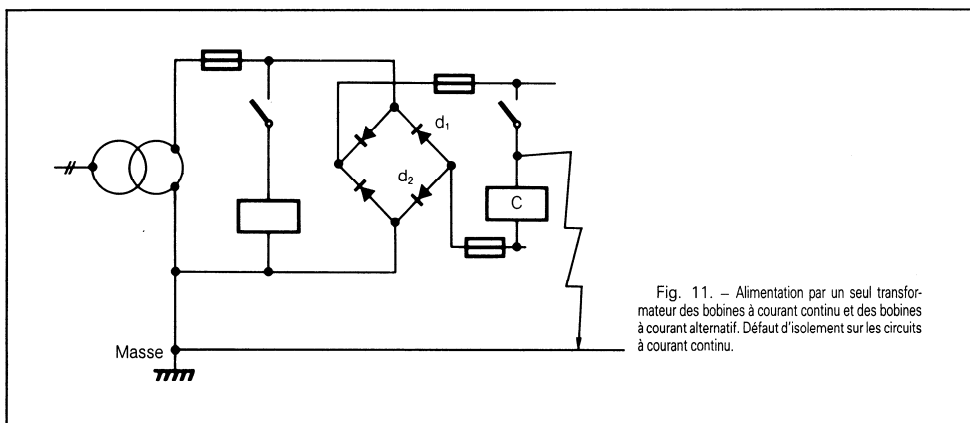 d₁
d₂
C
Masse
Fig. 11. – Alimentation par un seul transfor-
mateur des bobines à courant continu et des bobines
à courant alternatif. Défaut d'isolement sur les circuits
à courant continu.